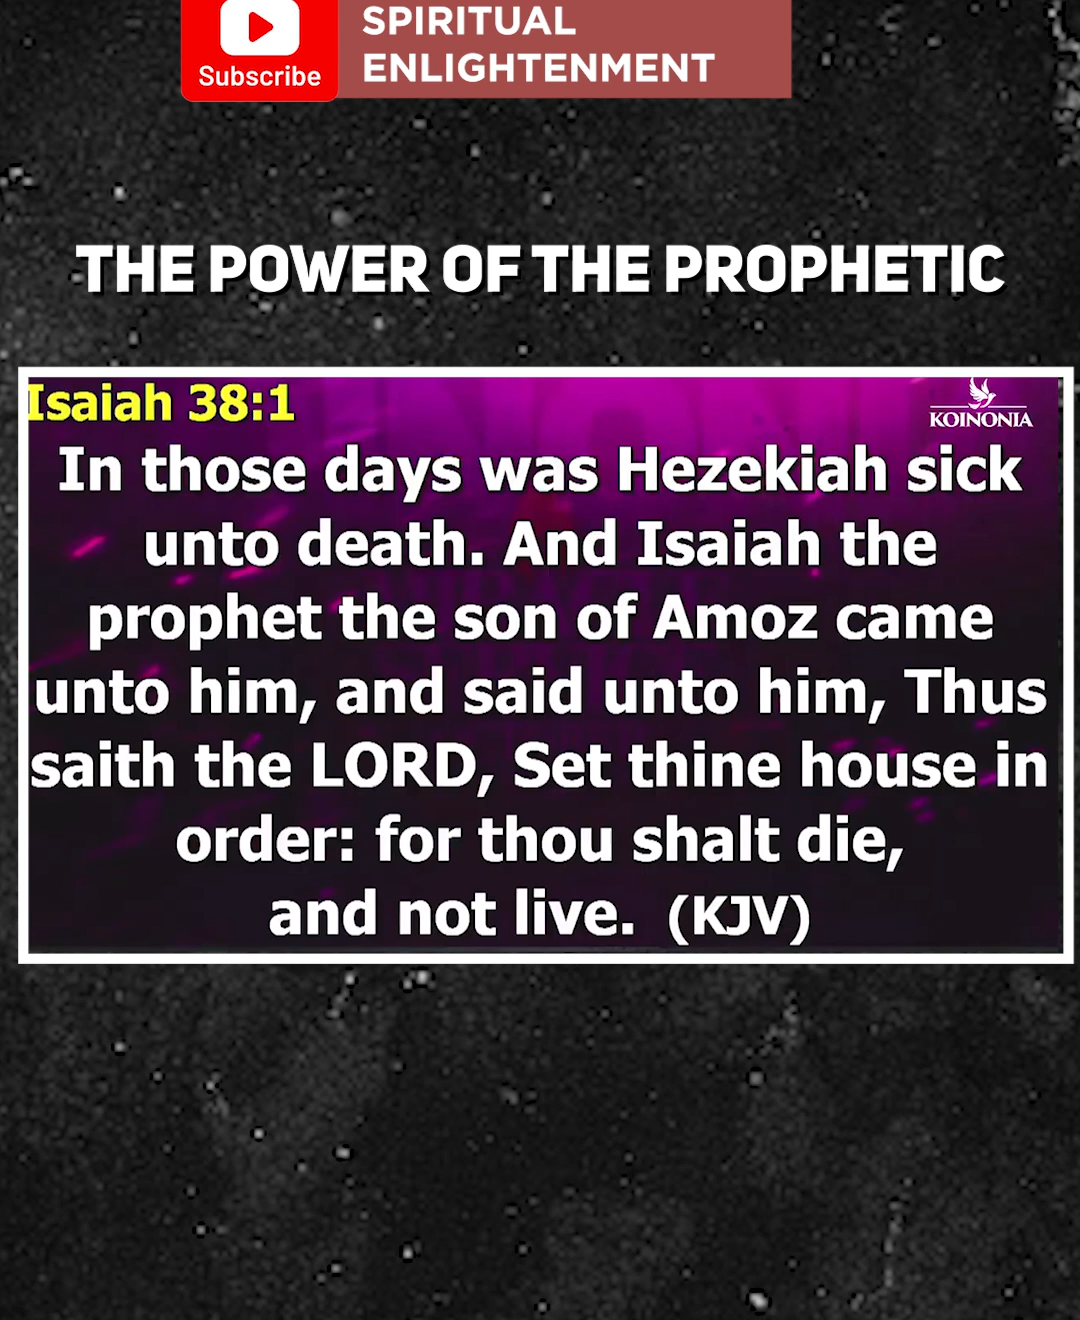 Subscribe
SPIRITUAL
ENLIGHTENMENT
THE POWER OF THE PROPHETIC
Isaiah 38:1
KOINONIA
In those days was Hezekiah sick
unto death. And Isaiah the
prophet the son of Amoz came
unto him, and said unto him, Thus
saith the LORD, Set thine house in
order: for thou shalt die,
and not live. (KJV)